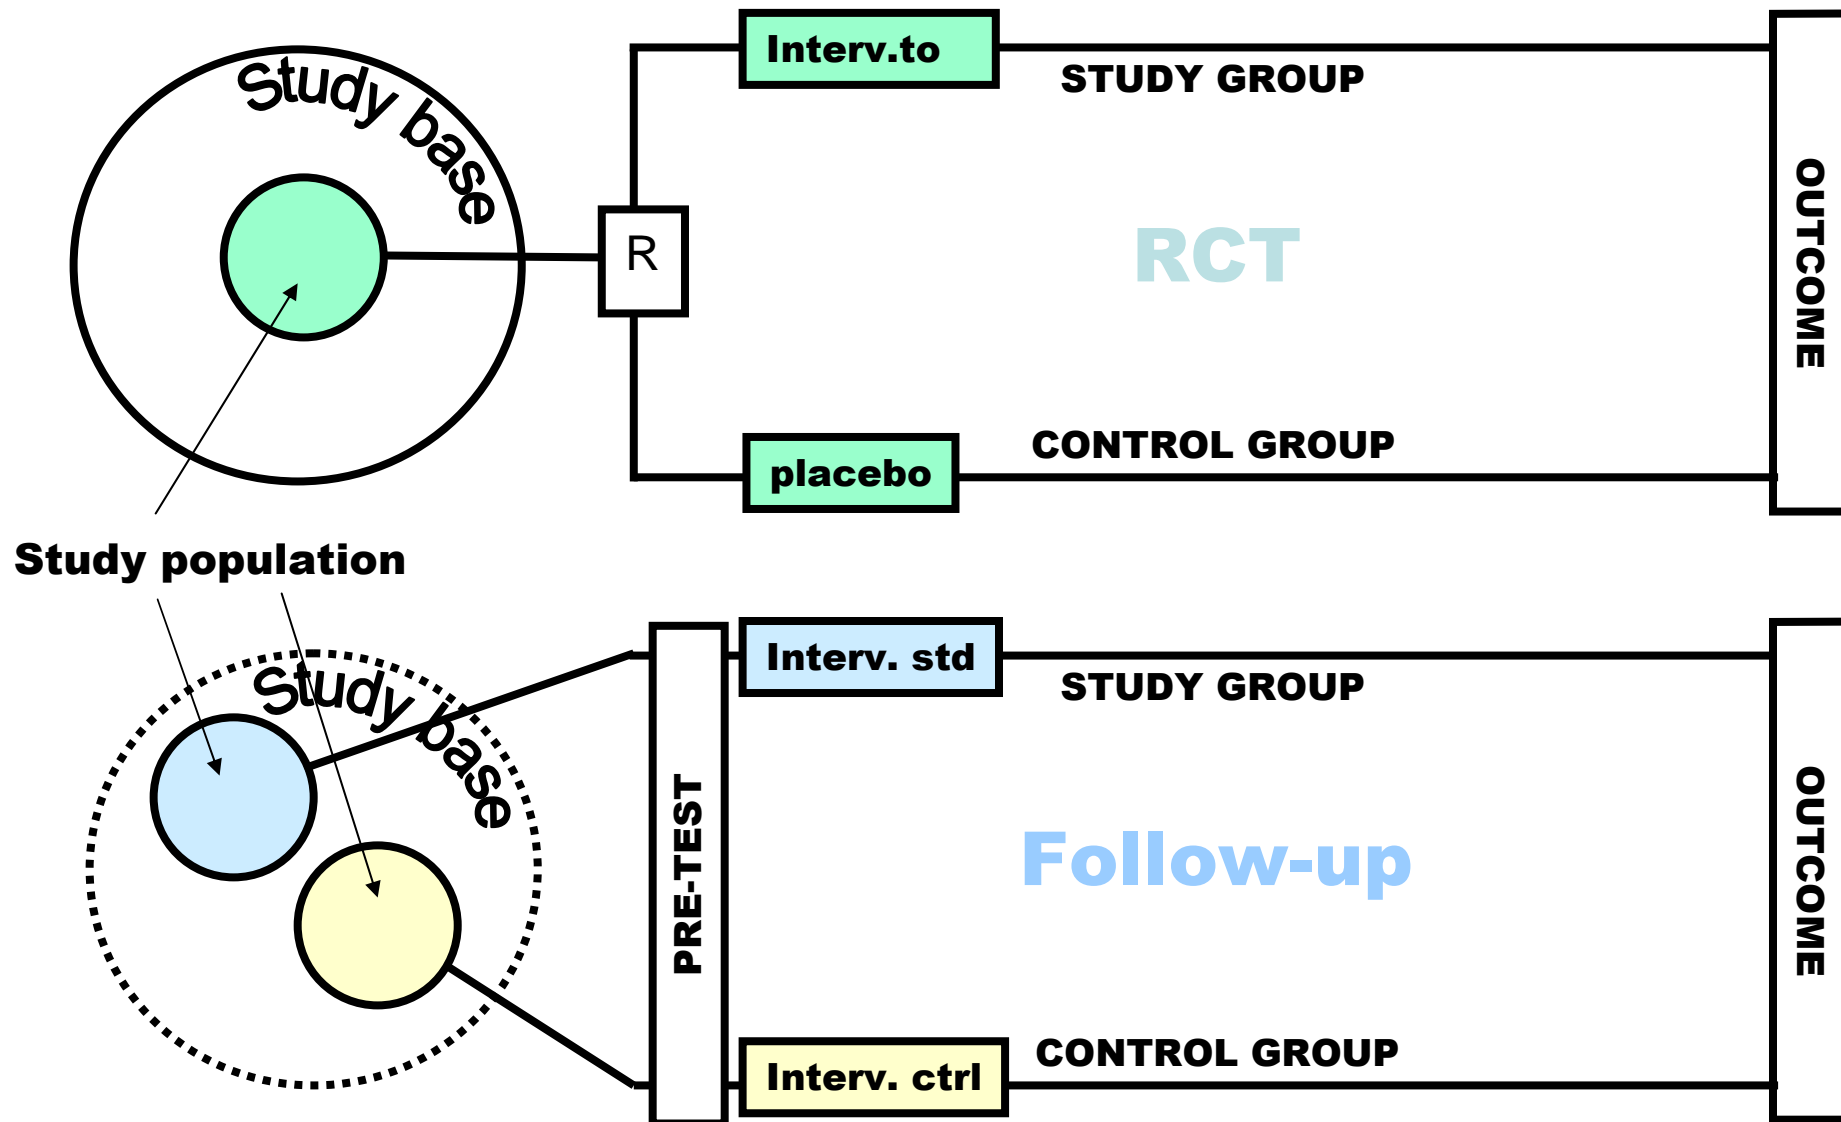 Interv.to
STUDY GROUP
Study base
R
RCT
OUTCOME
CONTROL GROUP
placebo
Study population
Interv. std
STUDY GROUP
Study base
PRE-TEST
Follow-up
OUTCOME
CONTROL GROUP
Interv. ctrl